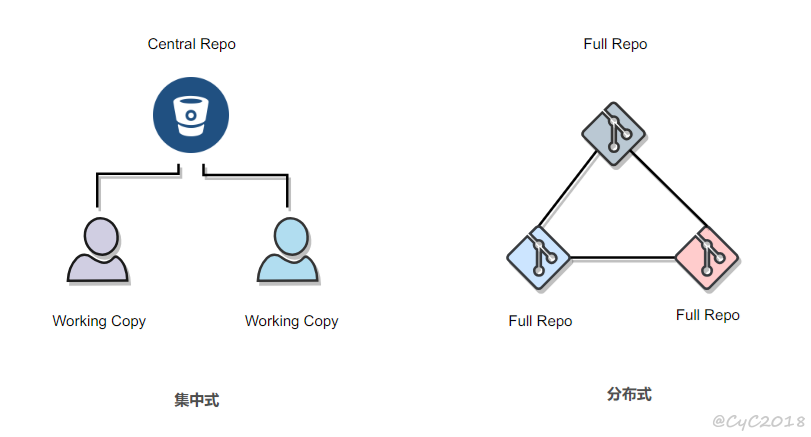 Central Repo
Full Repo
Working Copy
Working Copy
Full Repo
Full Repo
集中式
分布式
@CyC2018